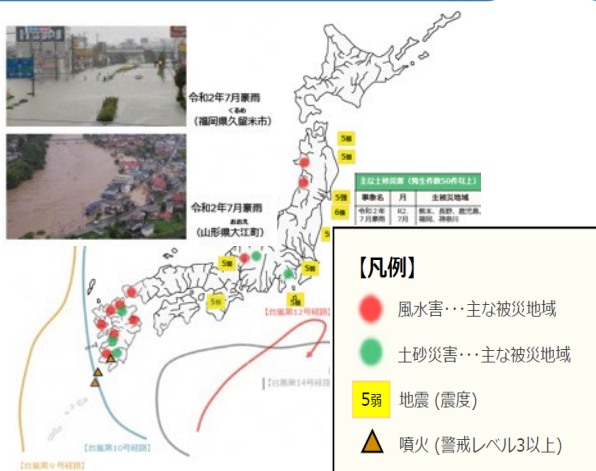 令和2年7月豪雨
くるめ
(福岡県久留米市)
令和2年7月豪雨
おおえ
(山形県大江町)
5弱
5弱
主な土砂災害(発生件数50件以上)
事象名 月 主被災地域
令和2年7月豪雨 R2,7月 熊本、長野、鹿児島、福岡、神奈川
5強
6弱
5弱
5弱
5弱
5弱
【台風第12号経路】
【台風第14号経路
【台風第10号経路】
【台風第9号経路】
【凡例】
風水害･･･主な被災地域
土砂災害･･･主な被災地域
5弱 地震 (震度)
噴火 (警戒レベル3以上)